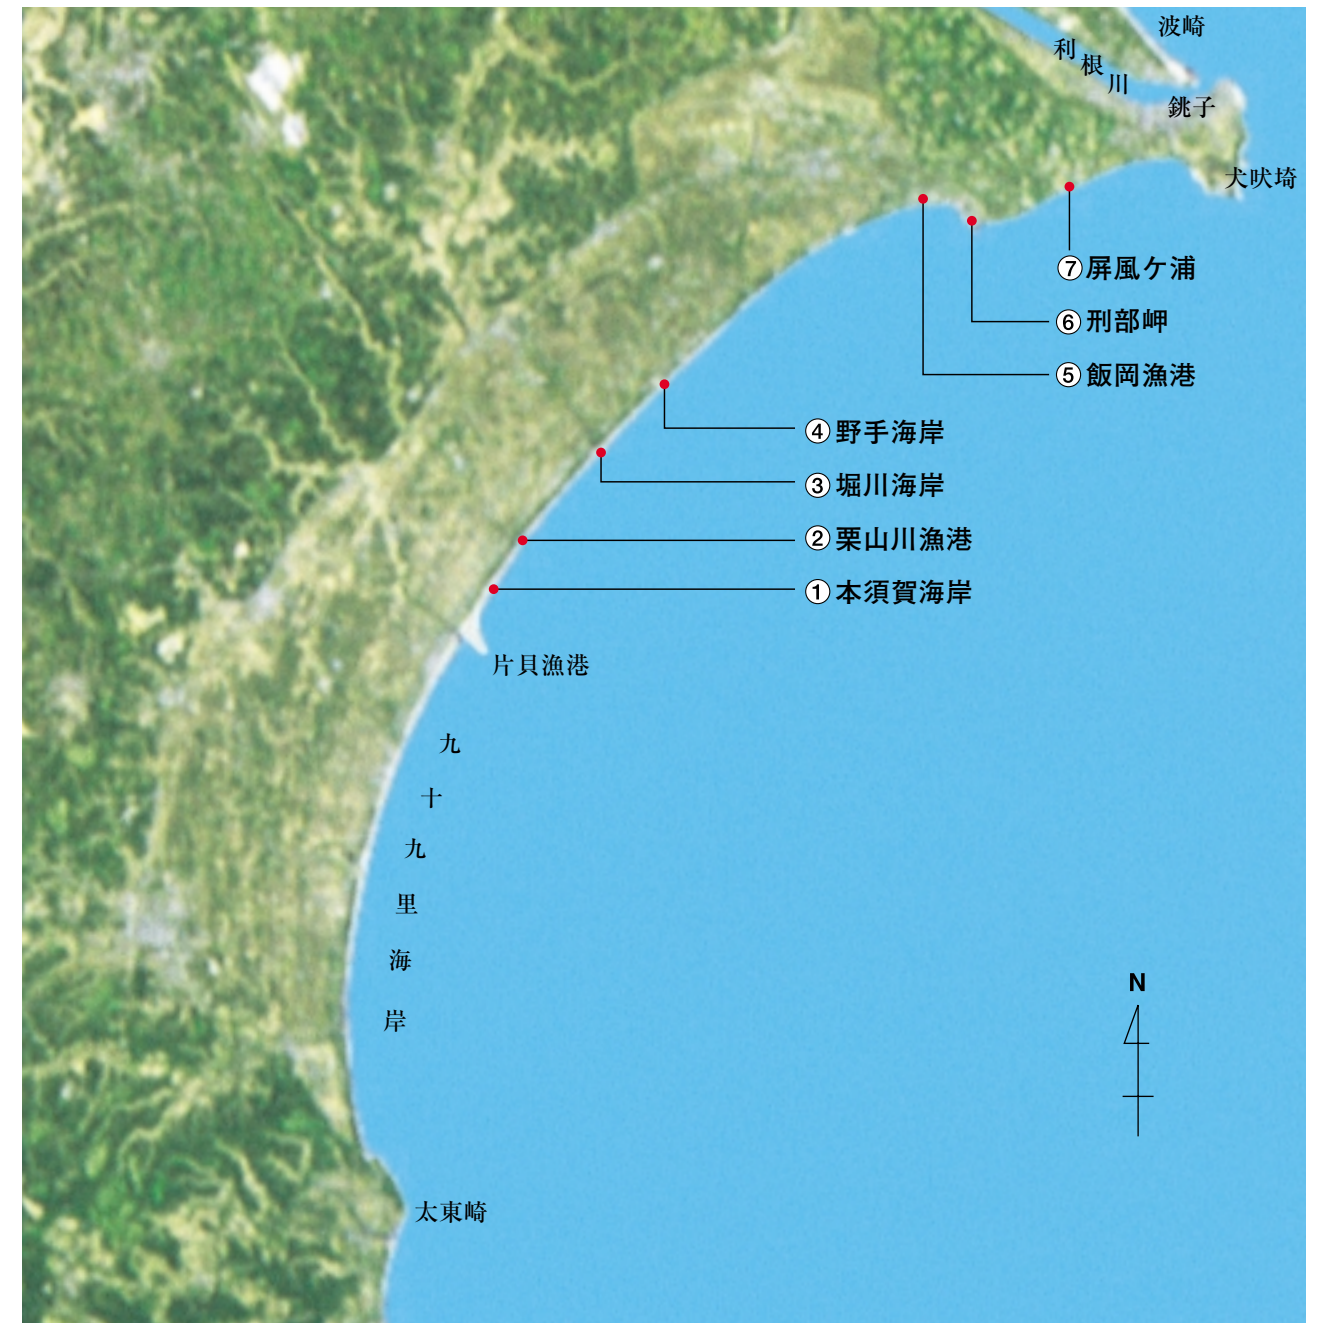 波崎
利根川
銚子
犬吠埼
⑦屏風ケ浦
⑥刑部岬
⑤飯岡漁港
④野手海岸
③堀川海岸
②栗山川漁港
①本須賀海岸
片貝漁港
九十九里海岸
N
太東崎